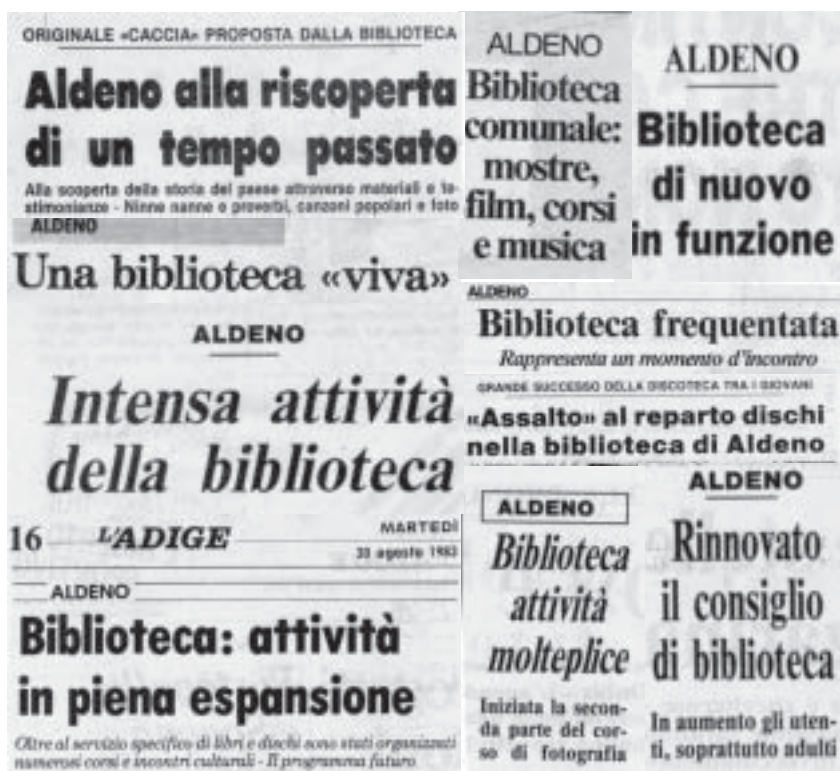 ORIGINALE «CACCIA» PROPOSTA DALLA BIBLIOTECA
Aldeno alla riscoperta
di un tempo passato
Alla scoperta della storia del paese attraverso materiali e te-
stimonianze - Ninne nanne e proverbi, canzoni popolari e foto
ALDENO
Una biblioteca «viva»
ALDENO
Intensa attività
della biblioteca
16 L'ADIGE MARTEDÌ
30 agosto 1983
ALDENO
Biblioteca: attività
in piena espansione
Oltre al servizio specifico di libri e dischi sono stati organizzati
numerosi corsi e incontri culturali - Il programma futuro
ALDENO
Biblioteca
comunale:
mostre,
film, corsi
e musica
ALDENO
Biblioteca
di nuovo
in funzione
ALDENO
Biblioteca frequentata
Rappresenta un momento d'incontro
GRANDE SUCCESSO DELLA DISCOTECA TRA I GIOVANI
«Assalto» al reparto dischi
nella biblioteca di Aldeno
ALDENO
Biblioteca
attività
molteplice
Iniziata la secon-
da parte del cor-
so di fotografia
ALDENO
Rinnovato
il consiglio
di biblioteca
In aumento gli uten-
ti, soprattutto adulti